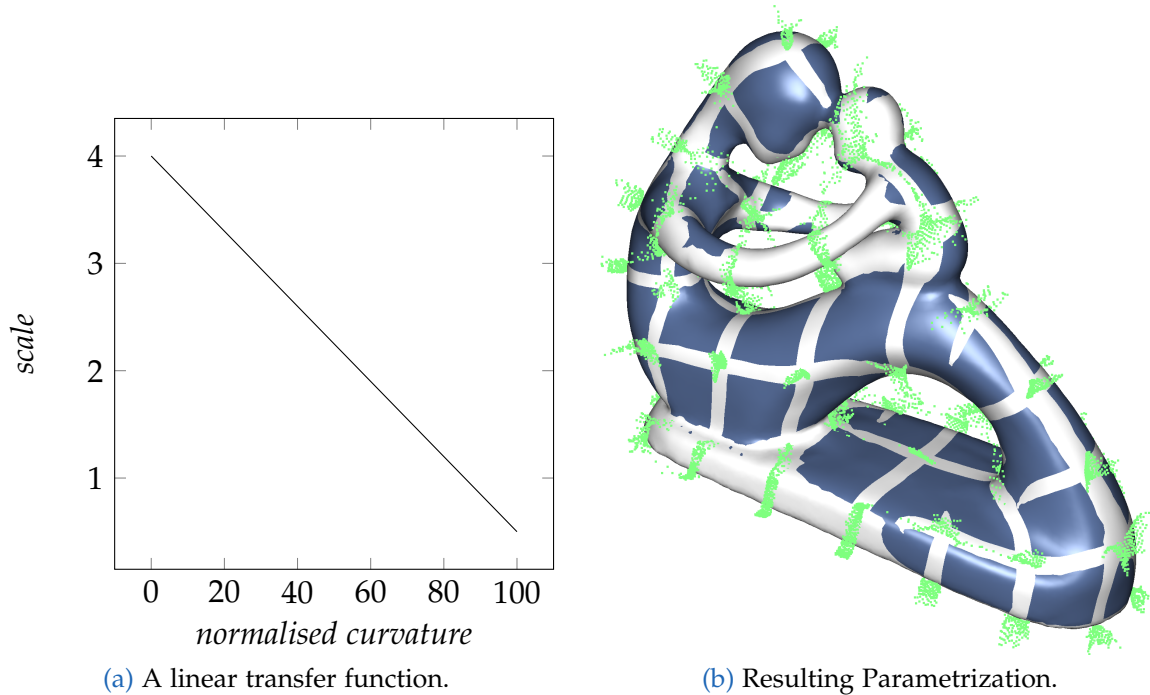 4
3
2
1
scale
0 20 40 60 80 100
normalised curvature
(a) A linear transfer function.
(b) Resulting Parametrization.